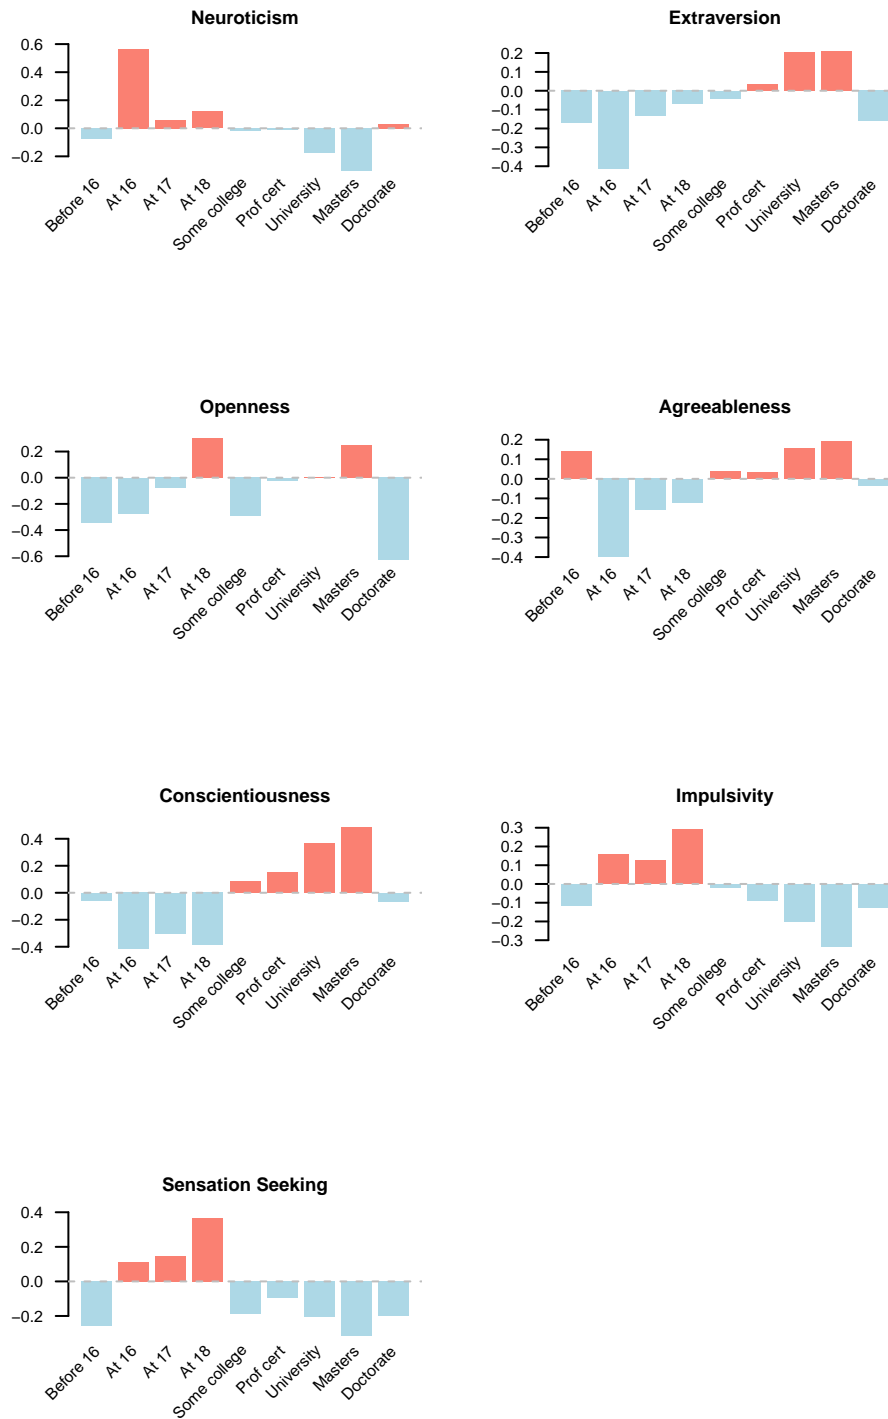 Neuroticism
0.6
0.4
0.2
0.0
−0.2
Before 16
At 16
At 17
At 18
Some college
Prof cert
University
Masters
Doctorate
Extraversion
0.2
0.1
0.0
−0.1
−0.2
−0.3
−0.4
Before 16
At 16
At 17
At 18
Some college
Prof cert
University
Masters
Doctorate
Openness
0.2
0.0
−0.2
−0.4
−0.6
Before 16
At 16
At 17
At 18
Some college
Prof cert
University
Masters
Doctorate
Agreeableness
0.2
0.1
0.0
−0.1
−0.2
−0.3
−0.4
Before 16
At 16
At 17
At 18
Some college
Prof cert
University
Masters
Doctorate
Conscientiousness
0.4
0.2
0.0
−0.2
−0.4
Before 16
At 16
At 17
At 18
Some college
Prof cert
University
Masters
Doctorate
Impulsivity
0.3
0.2
0.1
0.0
−0.1
−0.2
−0.3
Before 16
At 16
At 17
At 18
Some college
Prof cert
University
Masters
Doctorate
Sensation Seeking
0.4
0.2
0.0
−0.2
Before 16
At 16
At 17
At 18
Some college
Prof cert
University
Masters
Doctorate